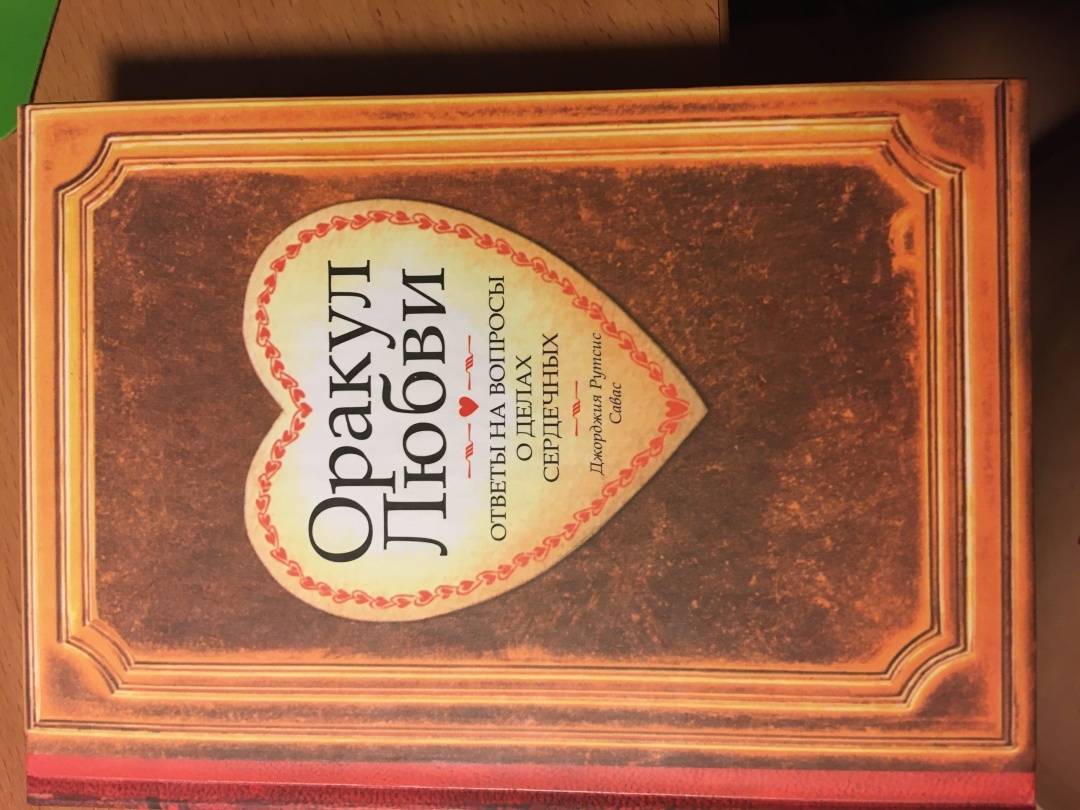 Оракул
Любви
ОТВЕТЫ НА ВОПРОСЫ
О ДЕЛАХ
СЕРДЕЧНЫХ
Джорджия Рутсис
Савас